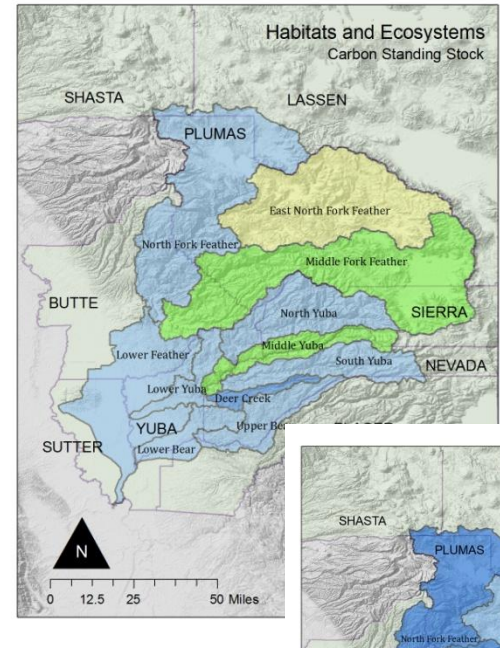 Habitats and Ecosystems
Carbon Standing Stock
SHASTA
LASSEN
PLUMAS
East North Fork Feather
North Fork Feather
Middle Fork Feather
BUTTE
North Yuba
SIERRA
Middle Yuba
Lower Feather
South Yuba
NEVADA
Lower Yuba
Deer Creek
YUBA
Upper
SUTTER
Lower Bear
N
0 12.5 25 50 Miles
SHASTA
PLUMAS
North Fork Feather